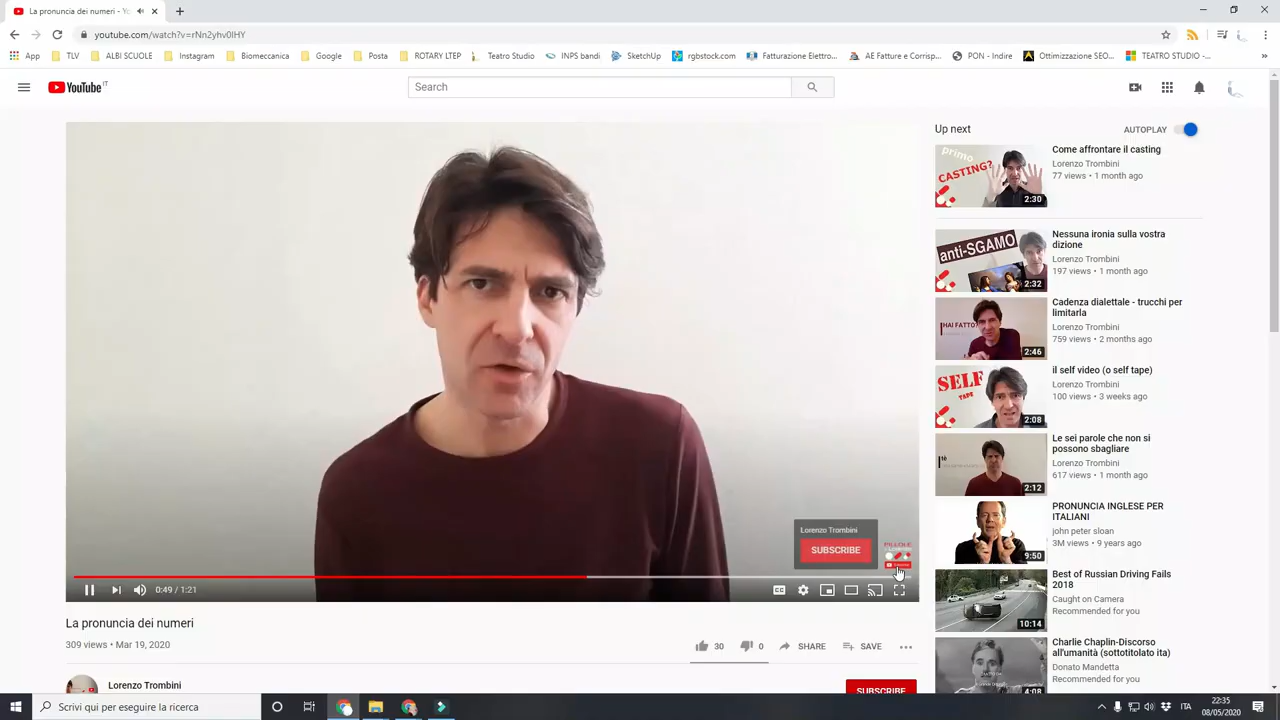 La pronuncia dei numeri - Yo
youtube.com/watch?v=rNn2yhv0IHY
App TLV ALBI SCUOLE Instagram Biomeccanica Google Posta ROTARY LTEP Teatro Studio INPS bandi SketchUp rgbstock.com Fatturazione Elettro... AE Fatture e Corrisp... PON - Indire Ottimizzazione SEO... TEATRO STUDIO -...
YouTube IT
Search
Up next
AUTOPLAY
primo
CASTING?
2:30
Come affrontare il casting
Lorenzo Trombini
77 views • 1 month ago
anti-SGAMO
2:32
Nessuna ironia sulla vostra
dizione
Lorenzo Trombini
197 views • 1 month ago
HAI FATTO?
2:46
Cadenza dialettale - trucchi per
limitarla
Lorenzo Trombini
759 views • 2 months ago
SELF
TAPE
2:08
il self video (o self tape)
Lorenzo Trombini
100 views • 3 weeks ago
tè
2:12
Le sei parole che non si
possono sbagliare
Lorenzo Trombini
617 views • 1 month ago
9:50
PRONUNCIA INGLESE PER
ITALIANI
john peter sloan
3M views • 9 years ago
10:14
Best of Russian Driving Fails
2018
Caught on Camera
Recommended for you
4:08
Charlie Chaplin-Discorso
all'umanità (sottotitolato ita)
Donato Mandetta
Recommended for you
Lorenzo Trombini
SUBSCRIBE
PILLOLE
0:49 / 1:21
La pronuncia dei numeri
309 views • Mar 19, 2020
30 0 SHARE SAVE
Lorenzo Trombini
SUBSCRIBE
Scrivi qui per eseguire la ricerca
ITA
22:35
08/05/2020